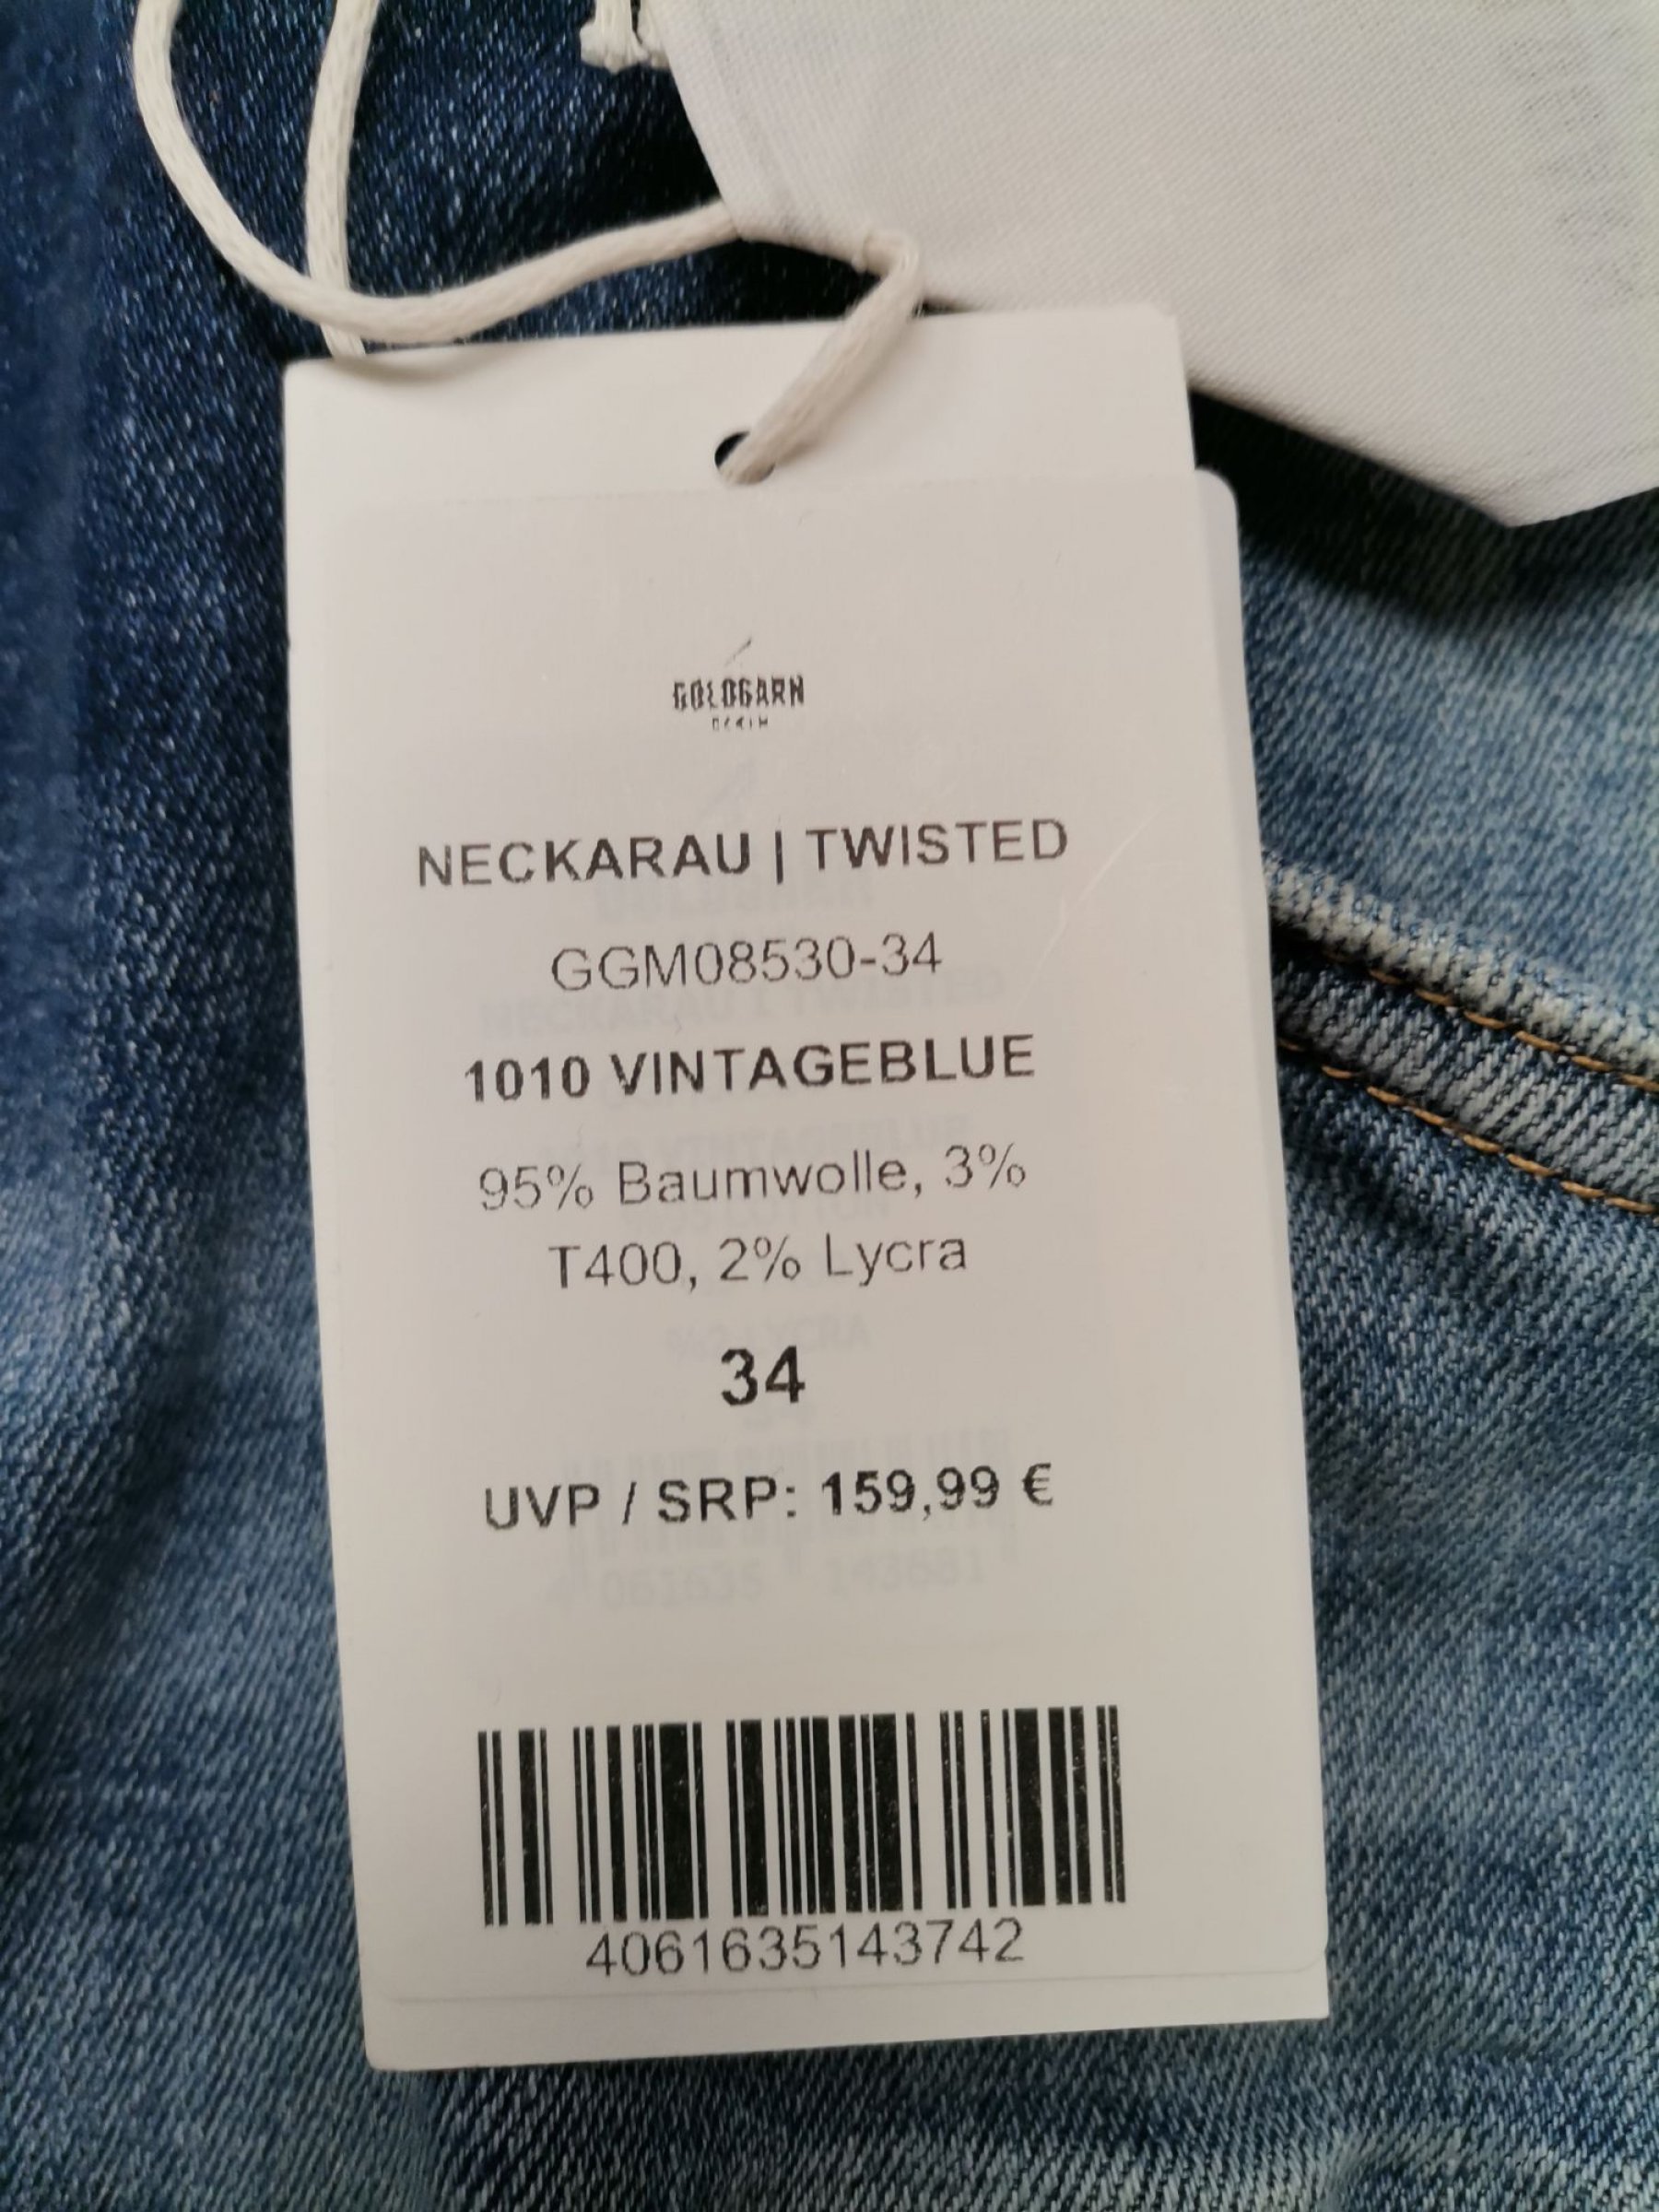 GOLDGARN
DENIM
NECKARAU | TWISTED
GGM08530-34
1010 VINTAGEBLUE
95% Baumwolle, 3%
T400, 2% Lycra
34
UVP / SRP: 159,99 €
4061635143742